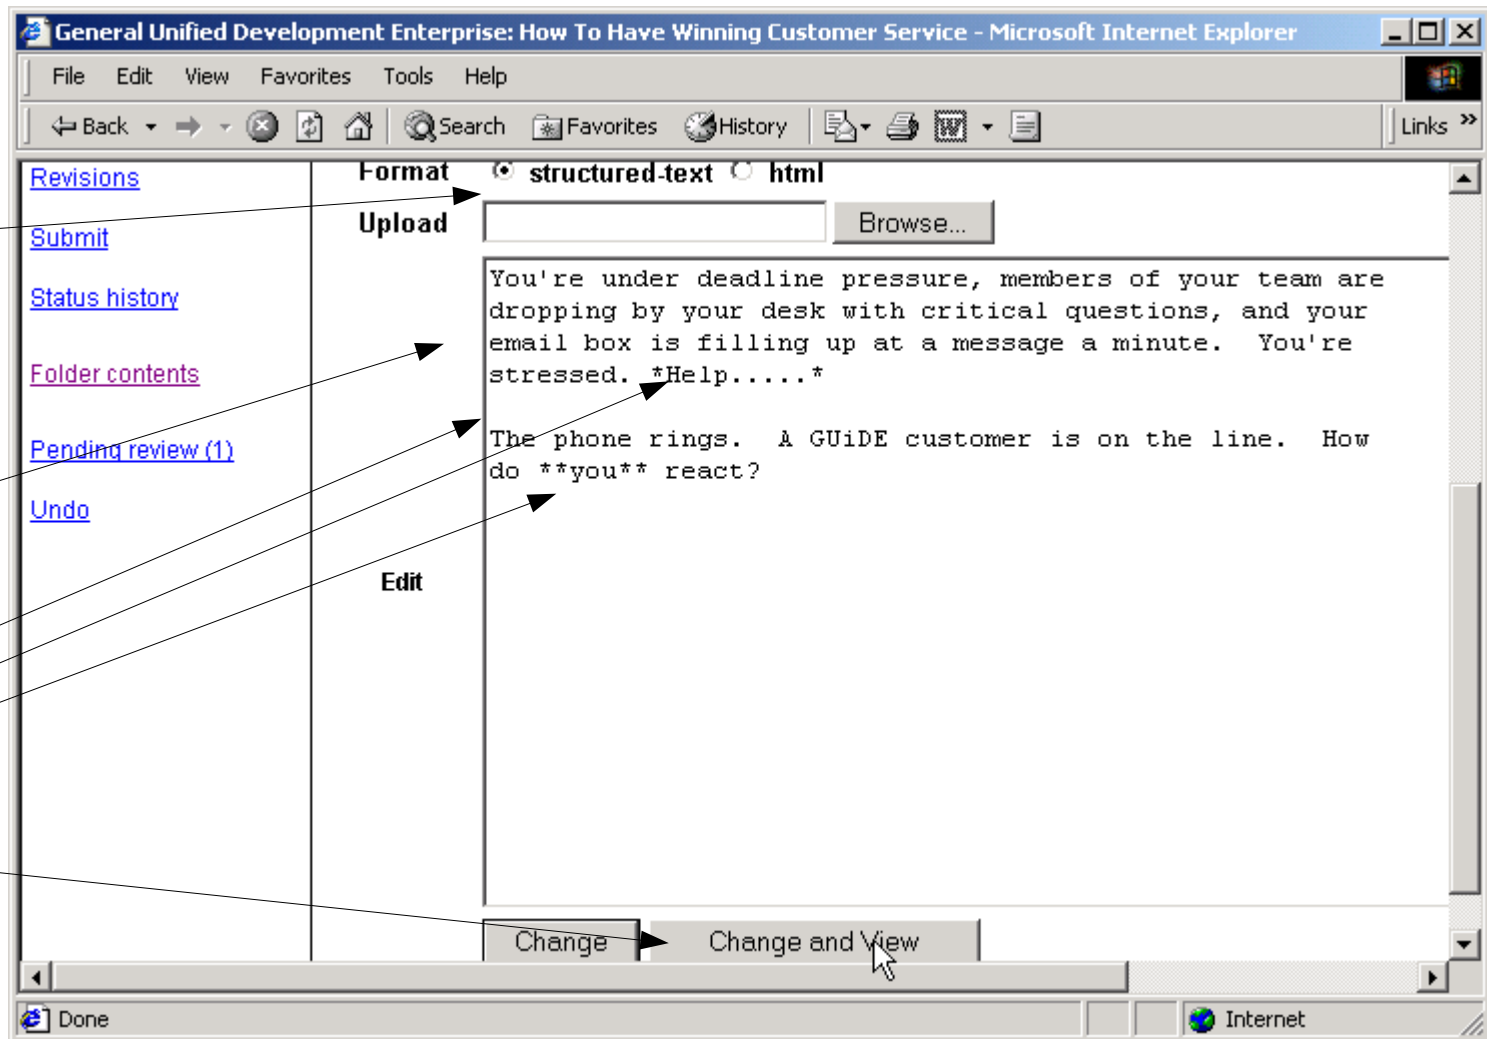 General Unified Development Enterprise: How To Have Winning Customer Service - Microsoft Internet Explorer
File Edit View Favorites Tools Help
Back Search Favorites History Links »
Revisions
Submit
Status history
Folder contents
Pending review (1)
Undo
Format structured-text html
Upload Browse...
You're under deadline pressure, members of your team are
dropping by your desk with critical questions, and your
email box is filling up at a message a minute.  You're
stressed. *Help.....*
The phone rings.  A GUiDE customer is on the line.  How
do **you** react?
Edit
Change Change and View
Done Internet